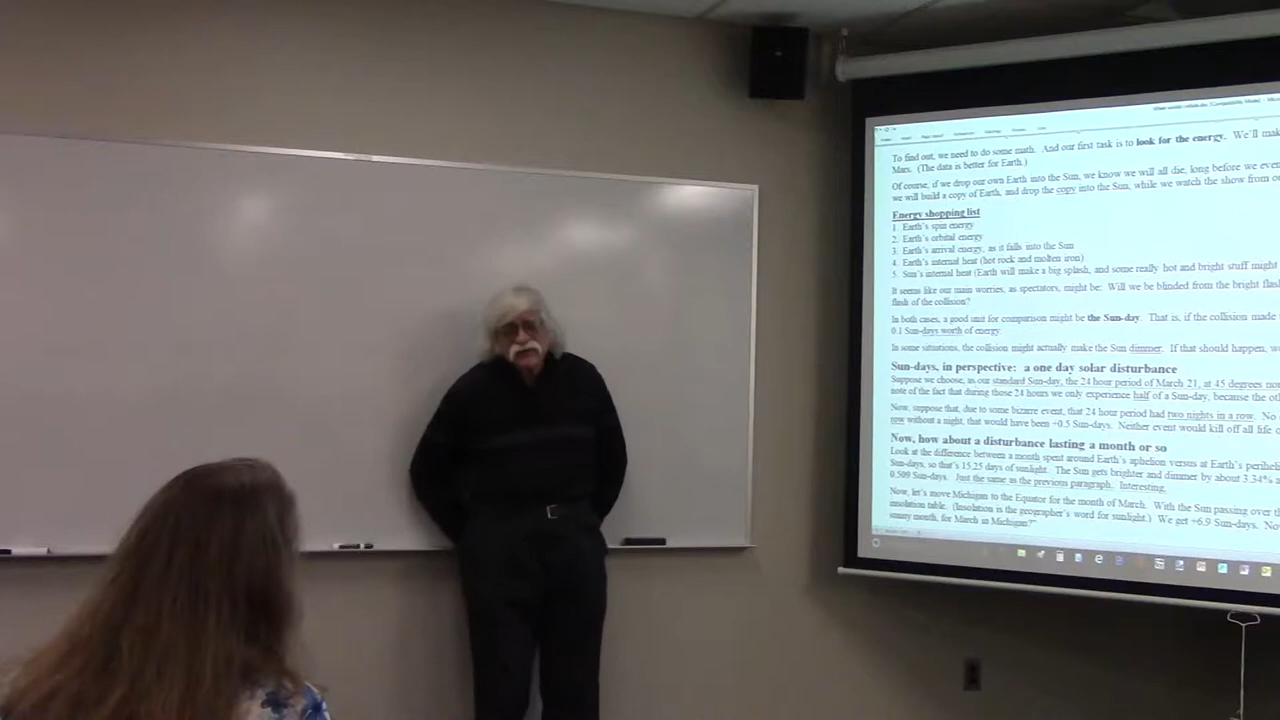 When worlds collide.doc [Compatibility Mode] - Micro
To find out, we need to do some math. And our first task is to look for the energy. We'll mak
Mars. (The data is better for Earth.)
Of course, if we drop our own Earth into the Sun, we know we will all die, long before we even
we will build a copy of Earth, and drop the copy into the Sun, while we watch the show from ou
Energy shopping list
1. Earth's spin energy
2. Earth's orbital energy
3. Earth's arrival energy, as it falls into the Sun
4. Earth's internal heat (hot rock and molten iron)
5. Sun's internal heat (Earth will make a big splash, and some really hot and bright stuff might
It seems like our main worries, as spectators, might be: Will we be blinded from the bright flash
flash of the collision?
In both cases, a good unit for comparison might be the Sun-day. That is, if the collision made
0.1 Sun-days worth of energy.
In some situations, the collision might actually make the Sun dimmer. If that should happen, w
Sun-days, in perspective: a one day solar disturbance
Suppose we choose, as our standard Sun-day, the 24 hour period of March 21, at 45 degrees nor
note of the fact that during those 24 hours we only experience half of a Sun-day, because the oth
Now, suppose that, due to some bizarre event, that 24 hour period had two nights in a row. No
row without a night, that would have been +0.5 Sun-days. Neither event would kill off all life o
Now, how about a disturbance lasting a month or so
Look at the difference between a month spent around Earth's aphelion versus at Earth's periheli
Sun-days, so that's 15.25 days of sunlight. The Sun gets brighter and dimmer by about 3.34% a
0.509 Sun-days. Just the same as the previous paragraph. Interesting.
Now, let's move Michigan to the Equator for the month of March. With the Sun passing over th
insolation table. (Insolation is the geographer's word for sunlight.) We get +6.9 Sun-days. No
sunny month, for March in Michigan?"